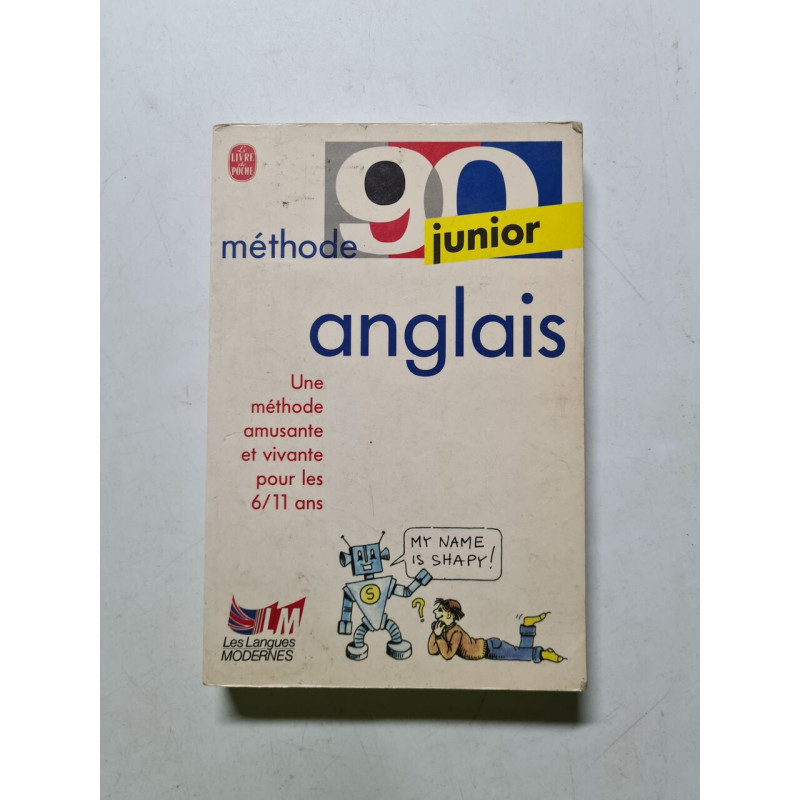 Le
LIVRE
de
POCHE
90
méthode
junior
anglais
Une
méthode
amusante
et vivante
pour les
6/11 ans
MY NAME
IS SHAPY!
S
?
LM
Les Langues
MODERNES